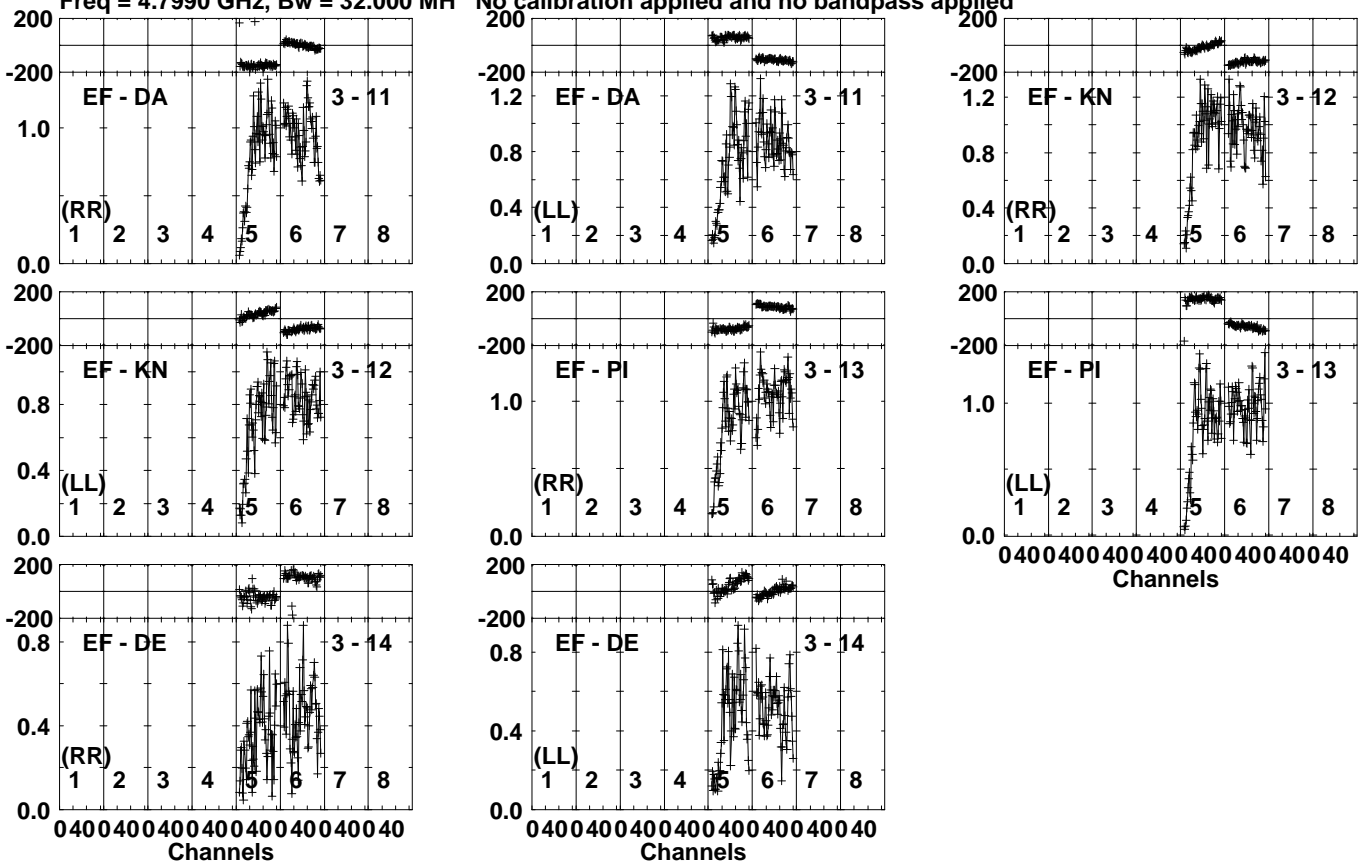 Freq = 4.7990 GHz, Bw = 32.000 MH No calibration applied and no bandpass applied
200 200 200
-200 -200 -200
EF - DA 3 - 11 EF - DA 3 - 11 EF - KN 3 - 12
1.2 1.2
1.0
0.8 0.8
0.4 0.4
(RR) (LL) (RR)
1 2 3 4 5 6 7 8 1 2 3 4 5 6 7 8 1 2 3 4 5 6 7 8
0.0 0.0 0.0
200 200 200
-200 -200 -200
EF - KN 3 - 12 EF - PI 3 - 13 EF - PI 3 - 13
0.8 1.0 1.0
0.4
(LL) (RR) (LL)
1 2 3 4 5 6 7 8 1 2 3 4 5 6 7 8 1 2 3 4 5 6 7 8
0.0 0.0 0.0
0 40 0 40 0 40 0 40 0 40 0 40 0 40 0 40
Channels
200 200
-200 -200
EF - DE 3 - 14 EF - DE 3 - 14
0.8 0.8
0.4 0.4
(RR) (LL)
1 2 3 4 5 6 7 8 1 2 3 4 5 6 7 8
0.0 0.0
0 40 0 40 0 40 0 40 0 40 0 40 0 40 0 40 0 40 0 40 0 40 0 40 0 40 0 40 0 40 0 40
Channels Channels